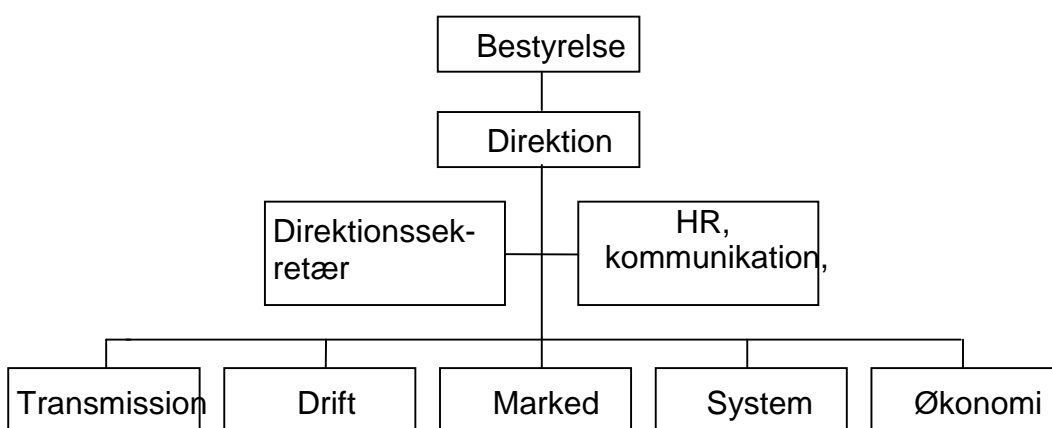 Bestyrelse
Direktion
Direktionssek-
retær
HR,
kommunikation,
Transmission
Drift
Marked
System
Økonomi